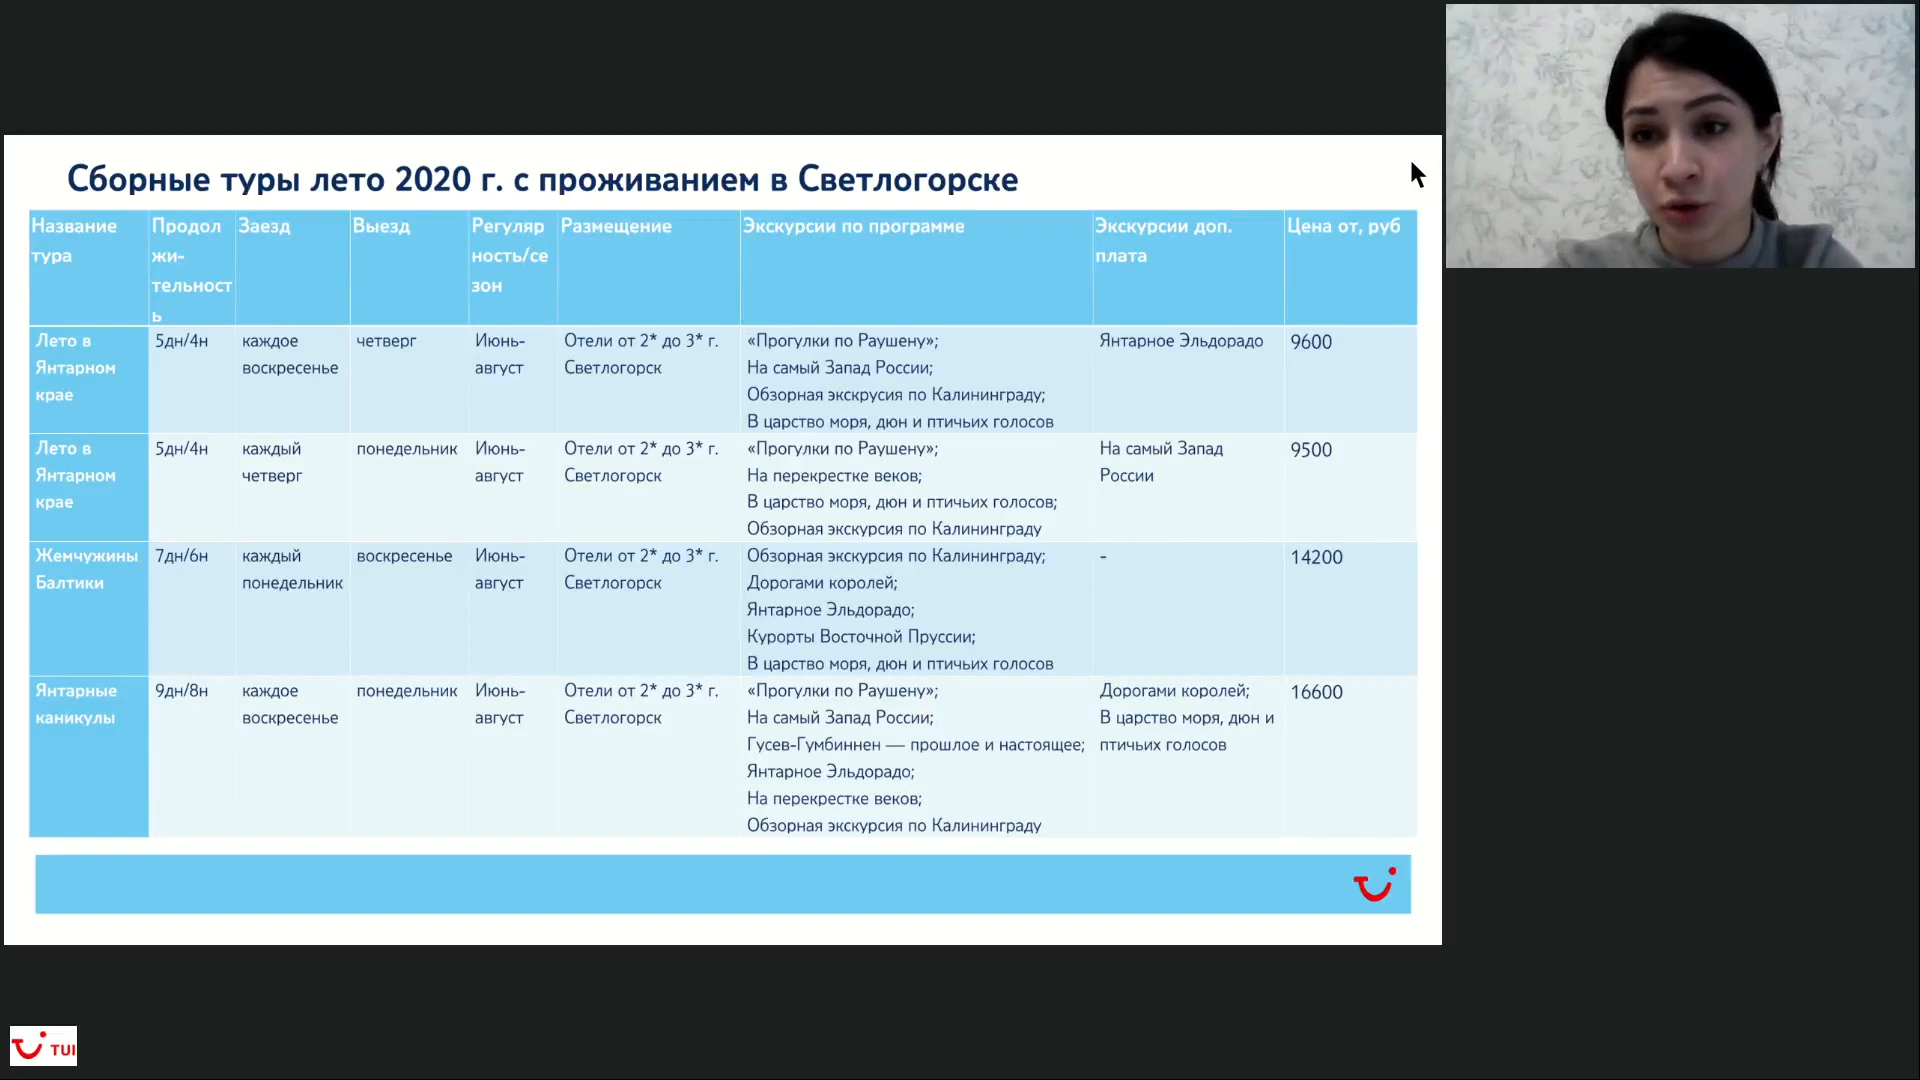 Сборные туры лето 2020 г. с проживанием в Светлогорске
Название
тура
Продол
жи-
тельност
ь
Заезд
Выезд
Регуляр
ность/се
зон
Размещение
Экскурсии по программе
Экскурсии доп.
плата
Цена от, руб
Лето в
Янтарном
крае
5дн/4н
каждое
воскресенье
четверг
Июнь-
август
Отели от 2* до 3* г.
Светлогорск
«Прогулки по Раушену»;
На самый Запад России;
Обзорная экскрусия по Калининграду;
В царство моря, дюн и птичьих голосов
Янтарное Эльдорадо
9600
Лето в
Янтарном
крае
5дн/4н
каждый
четверг
понедельник
Июнь-
август
Отели от 2* до 3* г.
Светлогорск
«Прогулки по Раушену»;
На перекрестке веков;
В царство моря, дюн и птичьих голосов;
Обзорная экскурсия по Калининграду
На самый Запад
России
9500
Жемчужины
Балтики
7дн/6н
каждый
понедельник
воскресенье
Июнь-
август
Отели от 2* до 3* г.
Светлогорск
Обзорная экскурсия по Калининграду;
Дорогами королей;
Янтарное Эльдорадо;
Курорты Восточной Пруссии;
В царство моря, дюн и птичьих голосов
-
14200
Янтарные
каникулы
9дн/8н
каждое
воскресенье
понедельник
Июнь-
август
Отели от 2* до 3* г.
Светлогорск
«Прогулки по Раушену»;
На самый Запад России;
Гусев-Гумбиннен — прошлое и настоящее;
Янтарное Эльдорадо;
На перекрестке веков;
Обзорная экскурсия по Калининграду
Дорогами королей;
В царство моря, дюн и
птичьих голосов
16600
TUI